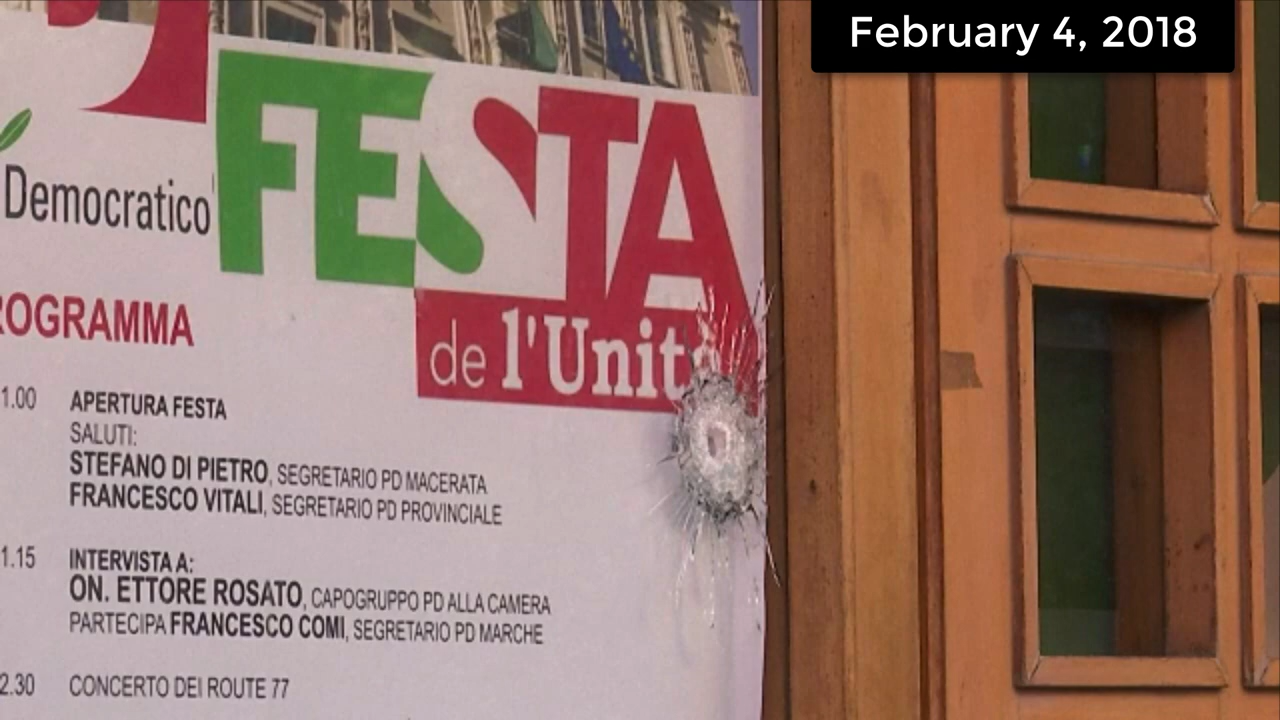 February 4, 2018
FESTA
Democratico
de l'Unit
ROGRAMMA
1.00 APERTURA FESTA
SALUTI:
STEFANO DI PIETRO, SEGRETARIO PD MACERATA
FRANCESCO VITALI, SEGRETARIO PD PROVINCIALE
1.15 INTERVISTA A:
ON. ETTORE ROSATO, CAPOGRUPPO PD ALLA CAMERA
PARTECIPA FRANCESCO COMI, SEGRETARIO PD MARCHE
2.30 CONCERTO DEI ROUTE 77